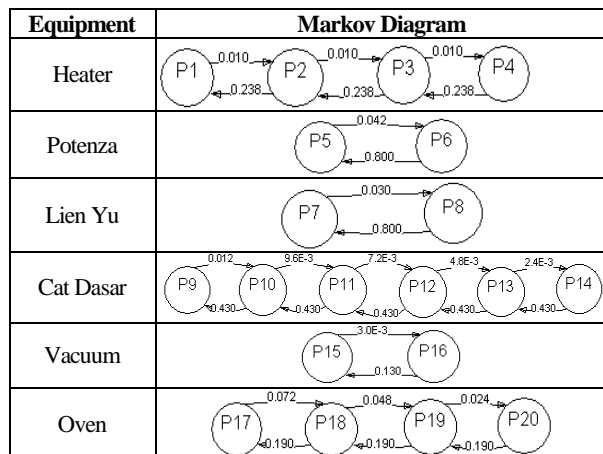 Equipment Markov Diagram
Heater
0.010 0.010 0.010
P1 P2 P3 P4
0.238 0.238 0.238
Potenza
0.042
P5 P6
0.800
Lien Yu
0.030
P7 P8
0.800
Cat Dasar
0.012 9.6E-3 7.2E-3 4.8E-3 2.4E-3
P9 P10 P11 P12 P13 P14
0.430 0.430 0.430 0.430 0.430
Vacuum
3.0E-3
P15 P16
0.130
Oven
0.072 0.048 0.024
P17 P18 P19 P20
0.190 0.190 0.190